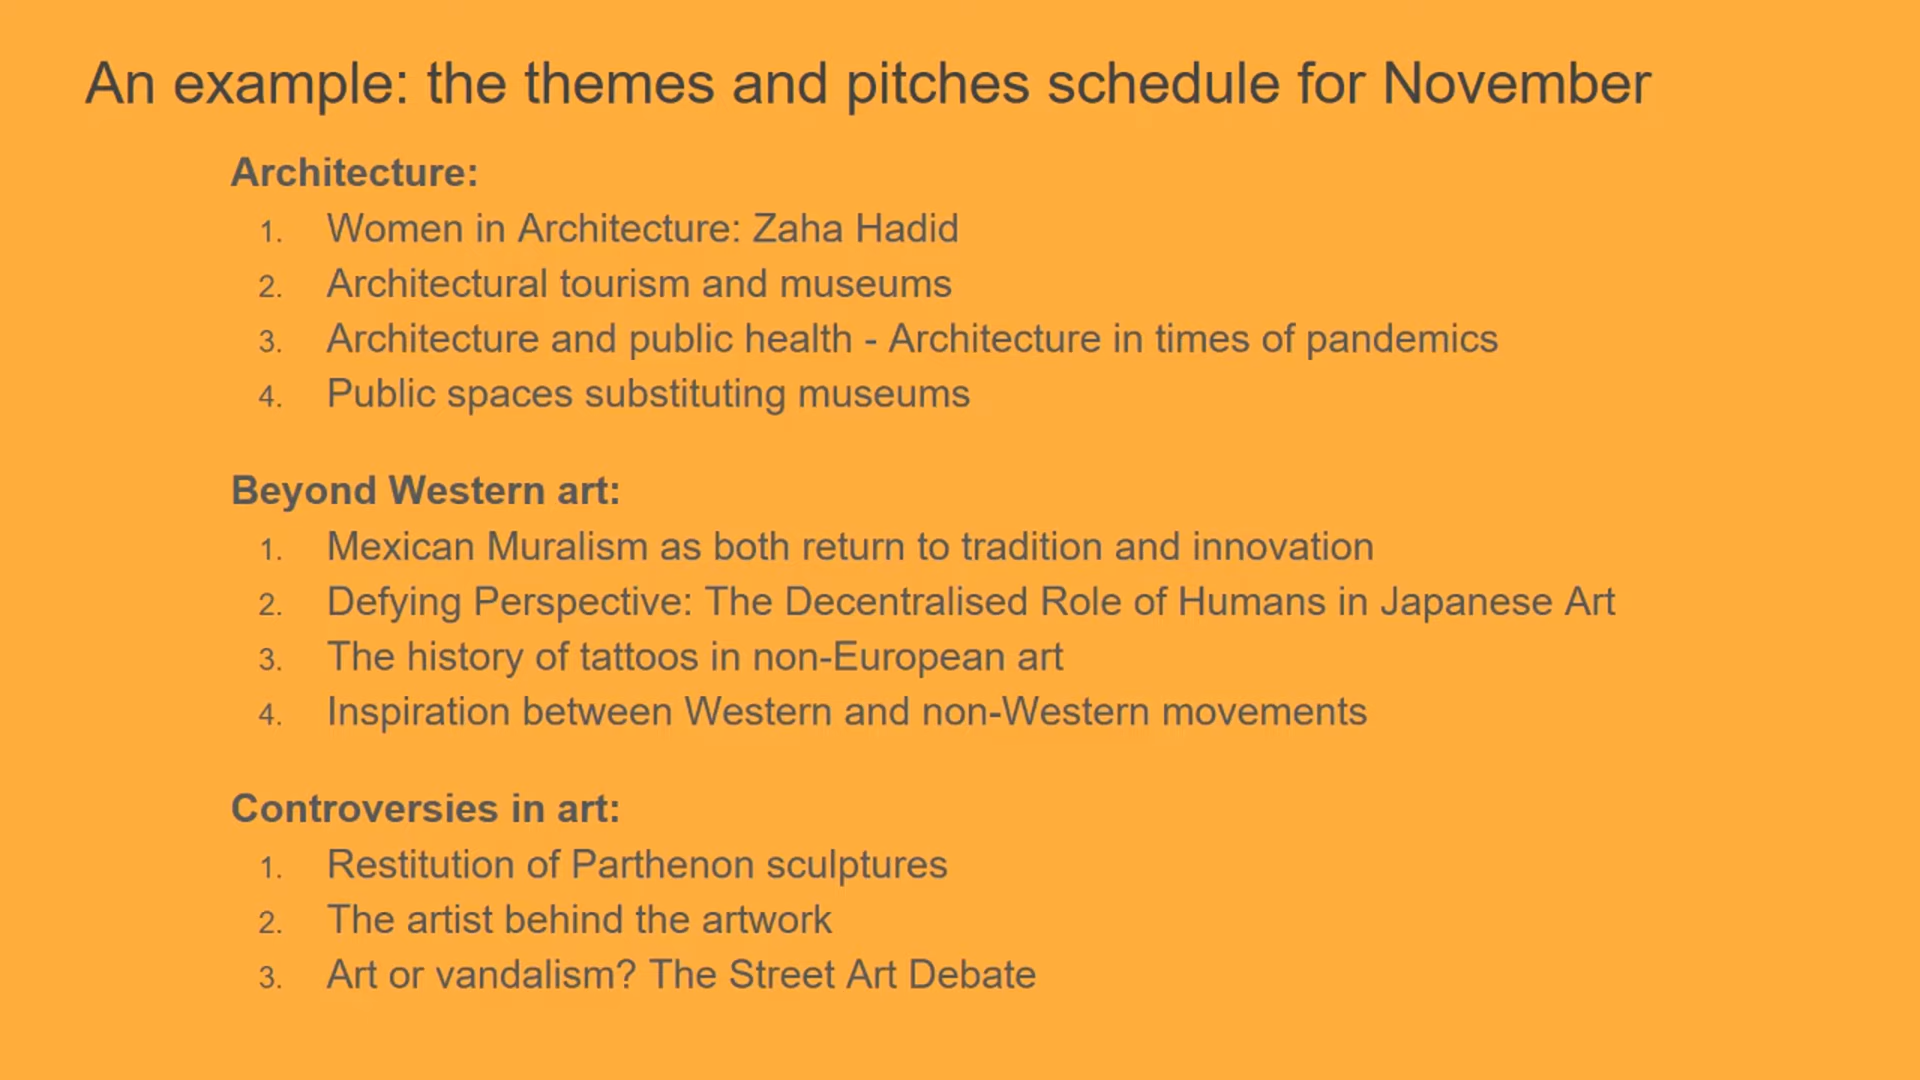 An example: the themes and pitches schedule for November
Architecture:
1. Women in Architecture: Zaha Hadid
2. Architectural tourism and museums
3. Architecture and public health - Architecture in times of pandemics
4. Public spaces substituting museums
Beyond Western art:
1. Mexican Muralism as both return to tradition and innovation
2. Defying Perspective: The Decentralised Role of Humans in Japanese Art
3. The history of tattoos in non-European art
4. Inspiration between Western and non-Western movements
Controversies in art:
1. Restitution of Parthenon sculptures
2. The artist behind the artwork
3. Art or vandalism? The Street Art Debate